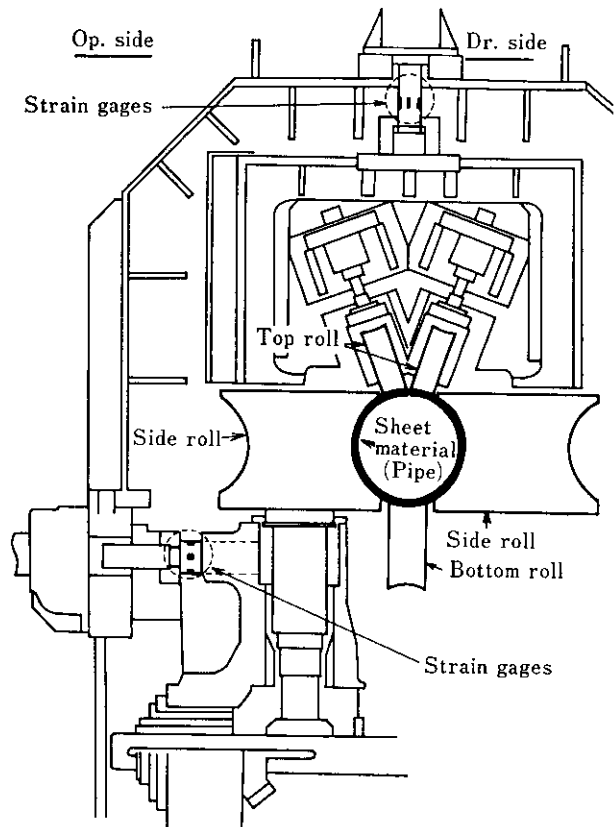 Op. side
Dr. side
Strain gages
Top roll
Side roll
Sheet
material
(Pipe)
Side roll
Bottom roll
Strain gages